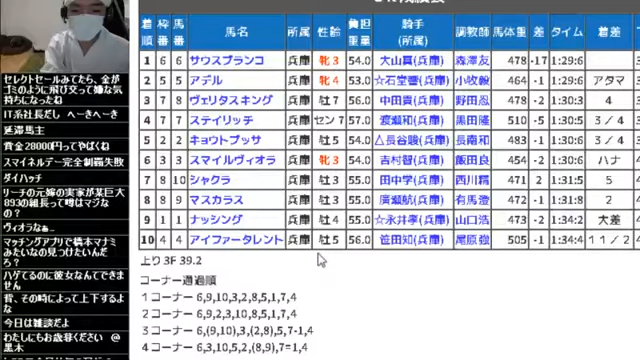 着順 枠番 馬番 馬名 所属 性齢 負担重量 騎手(所属) 調教師 馬体重 差 タイム 着差
1 6 6 サウスブランコ 兵庫 牝3 54.0 大山真(兵庫) 森澤友 478 -17 1:29:6
2 5 5 アデル 兵庫 牝4 53.0 ☆石堂響(兵庫) 小牧毅 464 -1 1:29:6 アタマ
3 7 8 ヴェリタスキング 兵庫 牡7 56.0 中田貴(兵庫) 野田忍 478 -2 1:30:3 4
4 7 7 ステイリッチ 兵庫 セン7 57.0 渡瀬和(兵庫) 黒田隆 510 -5 1:30:5 3/4
5 2 2 キョウトブッサ 兵庫 牡5 54.0 △長谷駿(兵庫) 長南和 483 -1 1:30:6 3/4
6 3 3 スマイルヴィオラ 兵庫 牝3 54.0 吉村智(兵庫) 飯田良 454 -2 1:30:6 ハナ
7 8 10 シャクラ 兵庫 牡3 55.0 田中学(兵庫) 西川精 471 2 1:31:5 5
8 8 9 マスカラス 兵庫 牡3 55.0 廣瀬航(兵庫) 有馬澄 472 -1 1:31:8 2
9 1 1 ナッシング 兵庫 牡4 55.0 ☆永井孝(兵庫) 山口浩 473 -2 1:34:2 大差
10 4 4 アイファータレント 兵庫 牡5 56.0 笹田知(兵庫) 尾原強 505 -1 1:34:4 11/2
上り3F 39.2
コーナー通過順
1コーナー 6,9,10,3,2,8,5,1,7,4
2コーナー 6,9,2,3,10,8,5,1,7,4
3コーナー 6,(9,10),3,(2,8),5,7-1,4
4コーナー 6,3,10,5,2,(8,9),7=1,4
セレクトセールみてたら、金が
ゴミのように飛び交って嫌な気
持ちになったね
IT系社長だし へーきへーき
延滞馬主
賞金28000円ってやばくね
スマイネルデー完全制覇失敗
ダイハッチ
リーチの元嫁の実家が某巨大
893の組長って噂はマジな
の？
ヴィオラなぁ~
マッチングアプリで橋本マナミ
みたいなの見つけたいんだ
ろ？
ハゲてるのに彼女なんてでき
ません
背、その時によって上下するよ
な
今日は雑談だよ
わたしにもお歳暮ください ＠
黒木